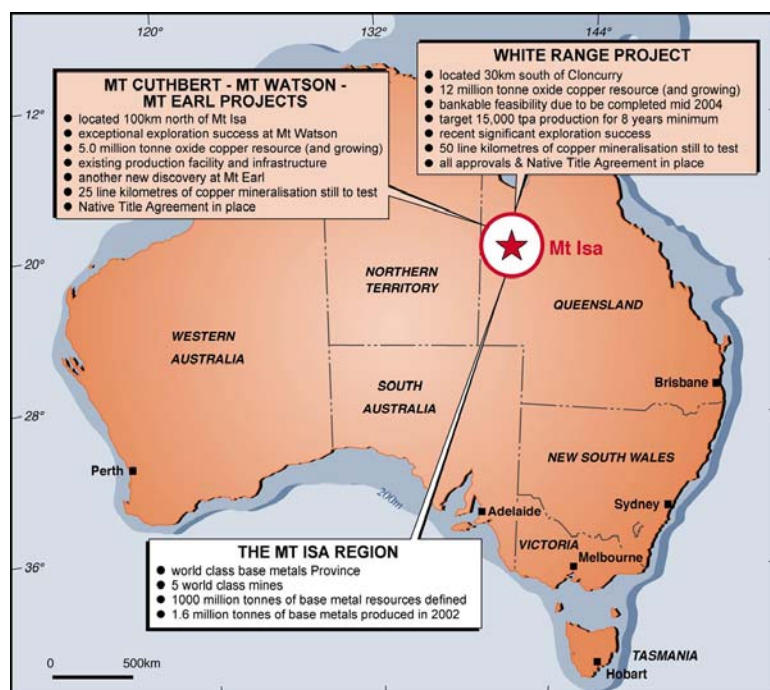 120°
132°
144°
WHITE RANGE PROJECT
● located 30km south of Cloncurry
● 12 million tonne oxide copper resource (and growing)
● bankable feasibility due to be completed mid 2004
● target 15,000 tpa production for 8 years minimum
● recent significant exploration success
● 50 line kilometres of copper mineralisation still to test
● all approvals & Native Title Agreement in place
MT CUTHBERT - MT WATSON -
MT EARL PROJECTS
● located 100km north of Mt Isa
● exceptional exploration success at Mt Watson
● 5.0 million tonne oxide copper resource (and growing)
● existing production facility and infrastructure
● another new discovery at Mt Earl
● 25 line kilometres of copper mineralisation still to test
● Native Title Agreement in place
12°
Mt Isa
20°
20°
NORTHERN
TERRITORY
QUEENSLAND
WESTERN
AUSTRALIA
SOUTH
AUSTRALIA
Brisbane
28°
28°
NEW SOUTH WALES
Perth
200m
Adelaide
Sydney
VICTORIA
Melbourne
THE MT ISA REGION
● world class base metals Province
● 5 world class mines
● 1000 million tonnes of base metal resources defined
● 1.6 million tonnes of base metals produced in 2002
36°
36°
TASMANIA
Hobart
0
500km